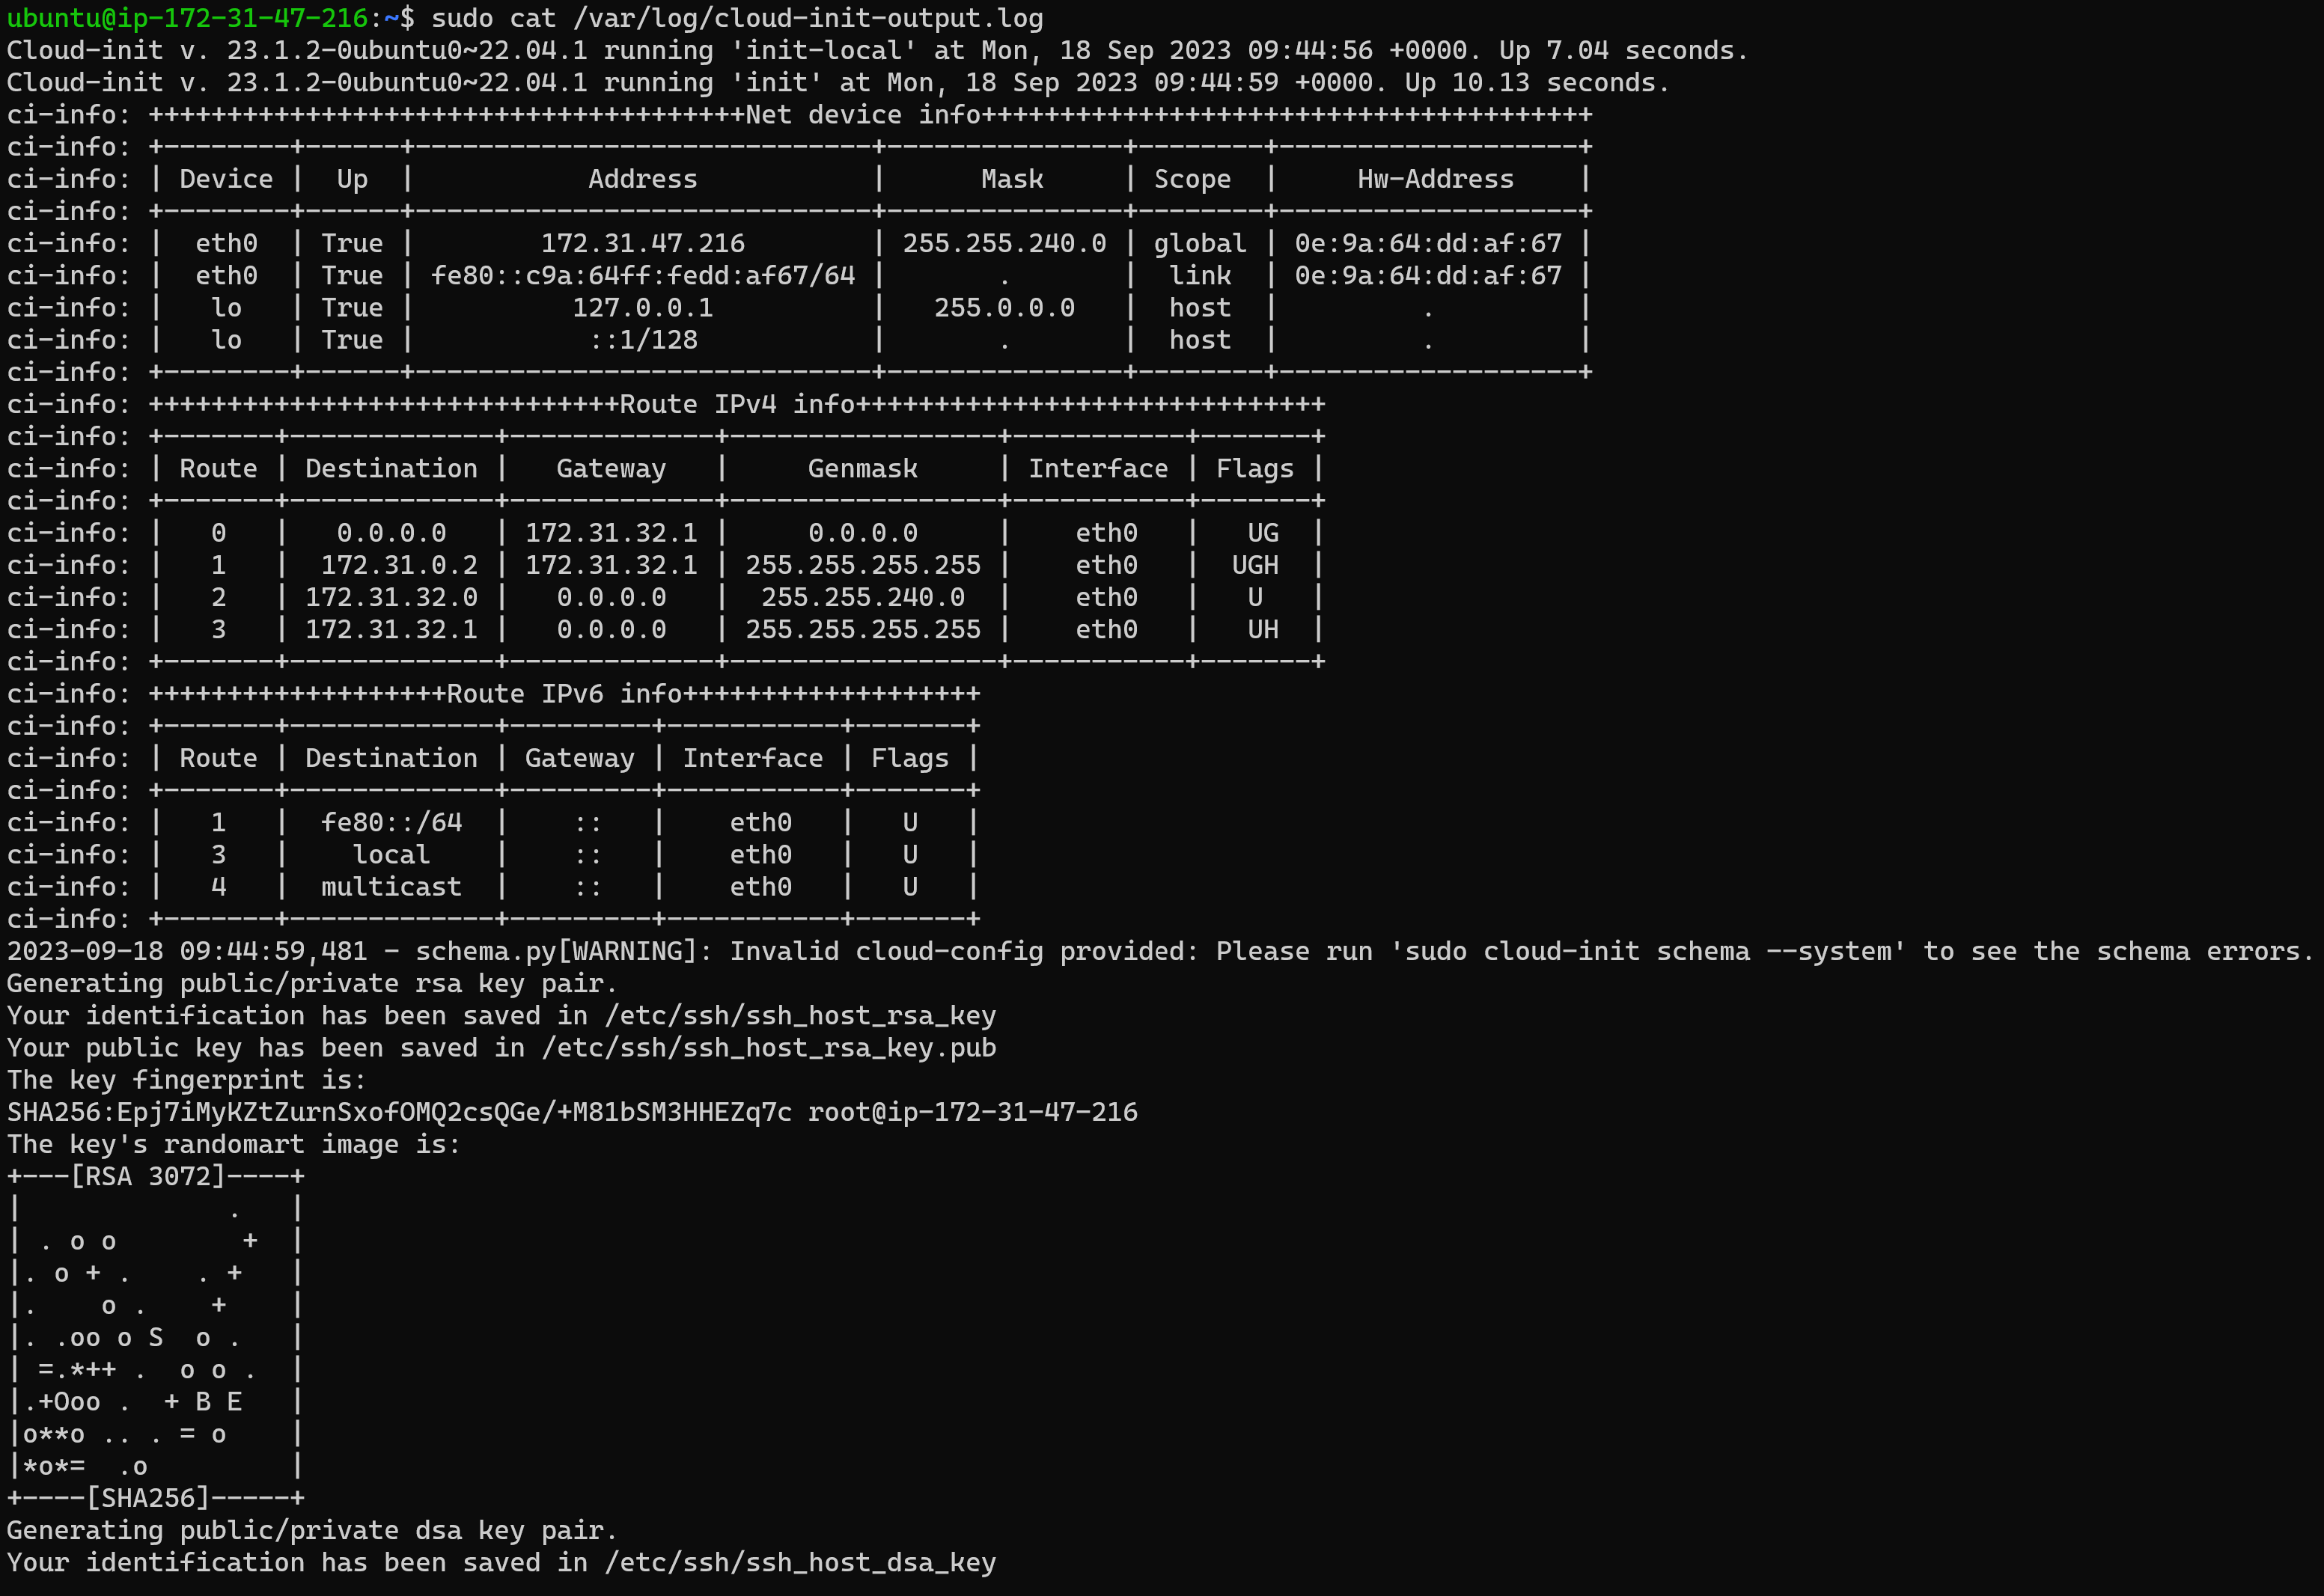 ubuntu@ip-172-31-47-216:~$ sudo cat /var/log/cloud-init-output.log
Cloud-init v. 23.1.2-0ubuntu0~22.04.1 running 'init-local' at Mon, 18 Sep 2023 09:44:56 +0000. Up 7.04 seconds.
Cloud-init v. 23.1.2-0ubuntu0~22.04.1 running 'init' at Mon, 18 Sep 2023 09:44:59 +0000. Up 10.13 seconds.
ci-info: ++++++++++++++++++++++++++++++++++++++Net device info+++++++++++++++++++++++++++++++++++++++
ci-info: +--------+------+-----------------------------+---------------+--------+-------------------+
ci-info: | Device |  Up  |           Address           |      Mask     | Scope  |     Hw-Address    |
ci-info: +--------+------+-----------------------------+---------------+--------+-------------------+
ci-info: |  eth0  | True |        172.31.47.216        | 255.255.240.0 | global | 0e:9a:64:dd:af:67 |
ci-info: |  eth0  | True | fe80::c9a:64ff:fedd:af67/64 |       .       |  link  | 0e:9a:64:dd:af:67 |
ci-info: |   lo   | True |          127.0.0.1          |   255.0.0.0   |  host  |         .         |
ci-info: |   lo   | True |           ::1/128           |       .       |  host  |         .         |
ci-info: +--------+------+-----------------------------+---------------+--------+-------------------+
ci-info: ++++++++++++++++++++++++++++++Route IPv4 info++++++++++++++++++++++++++++++
ci-info: +-------+-------------+-------------+-----------------+-----------+-------+
ci-info: | Route | Destination |   Gateway   |     Genmask     | Interface | Flags |
ci-info: +-------+-------------+-------------+-----------------+-----------+-------+
ci-info: |   0   |   0.0.0.0   | 172.31.32.1 |     0.0.0.0     |    eth0   |   UG  |
ci-info: |   1   |  172.31.0.2 | 172.31.32.1 | 255.255.255.255 |    eth0   |  UGH  |
ci-info: |   2   | 172.31.32.0 |   0.0.0.0   |  255.255.240.0  |    eth0   |   U   |
ci-info: |   3   | 172.31.32.1 |   0.0.0.0   | 255.255.255.255 |    eth0   |   UH  |
ci-info: +-------+-------------+-------------+-----------------+-----------+-------+
ci-info: +++++++++++++++++++Route IPv6 info+++++++++++++++++++
ci-info: +-------+-------------+---------+-----------+-------+
ci-info: | Route | Destination | Gateway | Interface | Flags |
ci-info: +-------+-------------+---------+-----------+-------+
ci-info: |   1   |  fe80::/64  |    ::   |    eth0   |   U   |
ci-info: |   3   |    local    |    ::   |    eth0   |   U   |
ci-info: |   4   |  multicast  |    ::   |    eth0   |   U   |
ci-info: +-------+-------------+---------+-----------+-------+
2023-09-18 09:44:59,481 - schema.py[WARNING]: Invalid cloud-config provided: Please run 'sudo cloud-init schema --system' to see the schema errors.
Generating public/private rsa key pair.
Your identification has been saved in /etc/ssh/ssh_host_rsa_key
Your public key has been saved in /etc/ssh/ssh_host_rsa_key.pub
The key fingerprint is:
SHA256:Epj7iMyKZtZurnSxofOMQ2csQGe/+M81bSM3HHEZq7c root@ip-172-31-47-216
The key's randomart image is:
+---[RSA 3072]----+
|             .   |
| . o o        +  |
|. o + .    . +   |
|.    o .    +    |
|. .oo o S  o .   |
| =.*++ .  o o .  |
|.+Ooo .  + B E   |
|o**o .. . = o    |
|*o*=  .o         |
+----[SHA256]-----+
Generating public/private dsa key pair.
Your identification has been saved in /etc/ssh/ssh_host_dsa_key